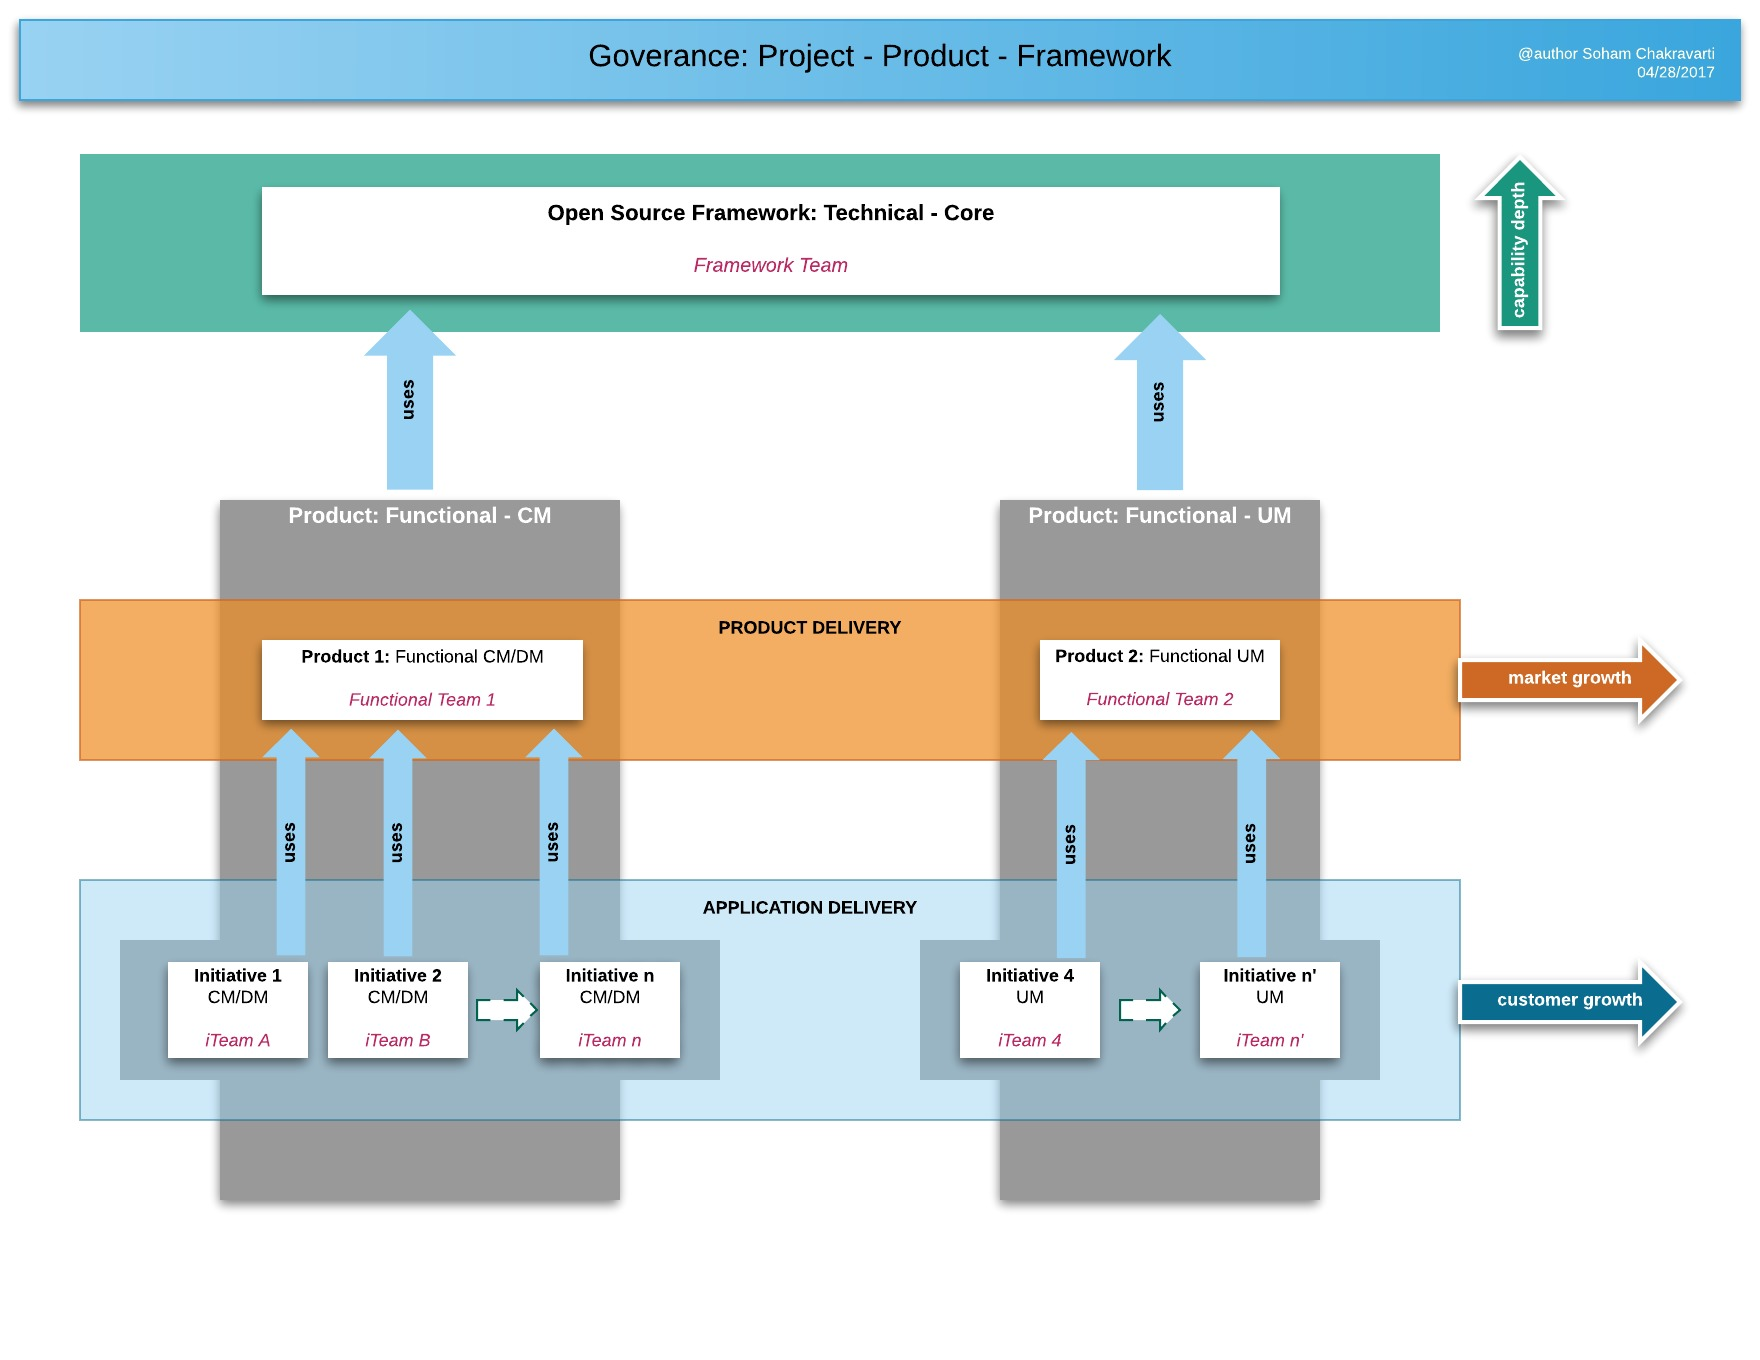 Goverance: Project - Product - Framework
@author Soham Chakravarti
04/28/2017
Open Source Framework: Technical - Core
Framework Team
capability depth
uses
uses
Product: Functional - CM
Product: Functional - UM
PRODUCT DELIVERY
Product 1: Functional CM/DM
Functional Team 1
Product 2: Functional UM
Functional Team 2
market growth
uses
uses
uses
uses
uses
APPLICATION DELIVERY
Initiative 1
CM/DM
iTeam A
Initiative 2
CM/DM
iTeam B
Initiative n
CM/DM
iTeam n
Initiative 4
UM
iTeam 4
Initiative n'
UM
iTeam n'
customer growth